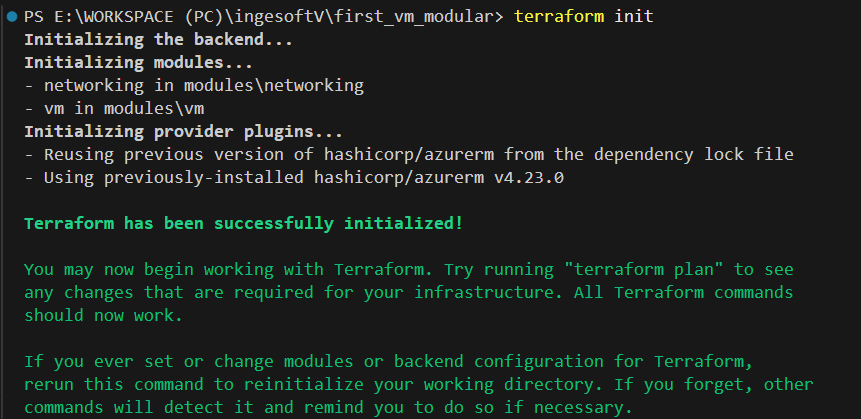 PS E:\WORKSPACE (PC)\ingesoftV\first_vm_modular> terraform init
Initializing the backend...
Initializing modules...
- networking in modules\networking
- vm in modules\vm
Initializing provider plugins...
- Reusing previous version of hashicorp/azurerm from the dependency lock file
- Using previously-installed hashicorp/azurerm v4.23.0
Terraform has been successfully initialized!
You may now begin working with Terraform. Try running "terraform plan" to see
any changes that are required for your infrastructure. All Terraform commands
should now work.
If you ever set or change modules or backend configuration for Terraform,
rerun this command to reinitialize your working directory. If you forget, other
commands will detect it and remind you to do so if necessary.